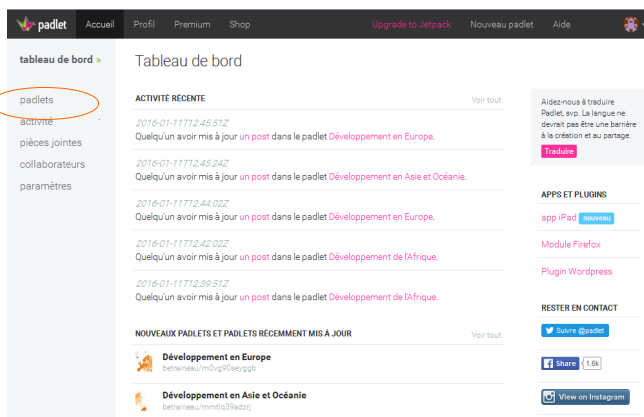 padlet Accueil Profil Premium Shop Upgrade to Jetpack Nouveau padlet Aide
tableau de bord »
padlets
activité
pièces jointes
collaborateurs
paramètres
Tableau de bord
ACTIVITÉ RÉCENTE Voir tout
2016-01-11T12:45:51Z
Quelqu'un avoir mis à jour un post dans le padlet Développement en Europe.
2016-01-11T12:45:24Z
Quelqu'un avoir mis à jour un post dans le padlet Développement en Asie et Océanie.
2016-01-11T12:44:02Z
Quelqu'un avoir mis à jour un post dans le padlet Développement en Europe.
2016-01-11T12:42:02Z
Quelqu'un avoir mis à jour un post dans le padlet Développement de l'Afrique.
2016-01-11T12:39:51Z
Quelqu'un avoir mis à jour un post dans le padlet Développement de l'Afrique.
NOUVEAUX PADLETS ET PADLETS RÉCEMMENT MIS À JOUR Voir tout
Développement en Europe
betraineau/m0vg90aeyggb
Développement en Asie et Océanie
betraineau/mmtlq39adzrj
Aidez-nous à traduire
Padlet, svp. La langue ne
devrait pas être une barrière
à la création et au partage.
Traduire
APPS ET PLUGINS
app iPad nouveau
Module Firefox
Plugin Wordpress
RESTER EN CONTACT
Suivre @padlet
Share 1.6k
View on Instagram